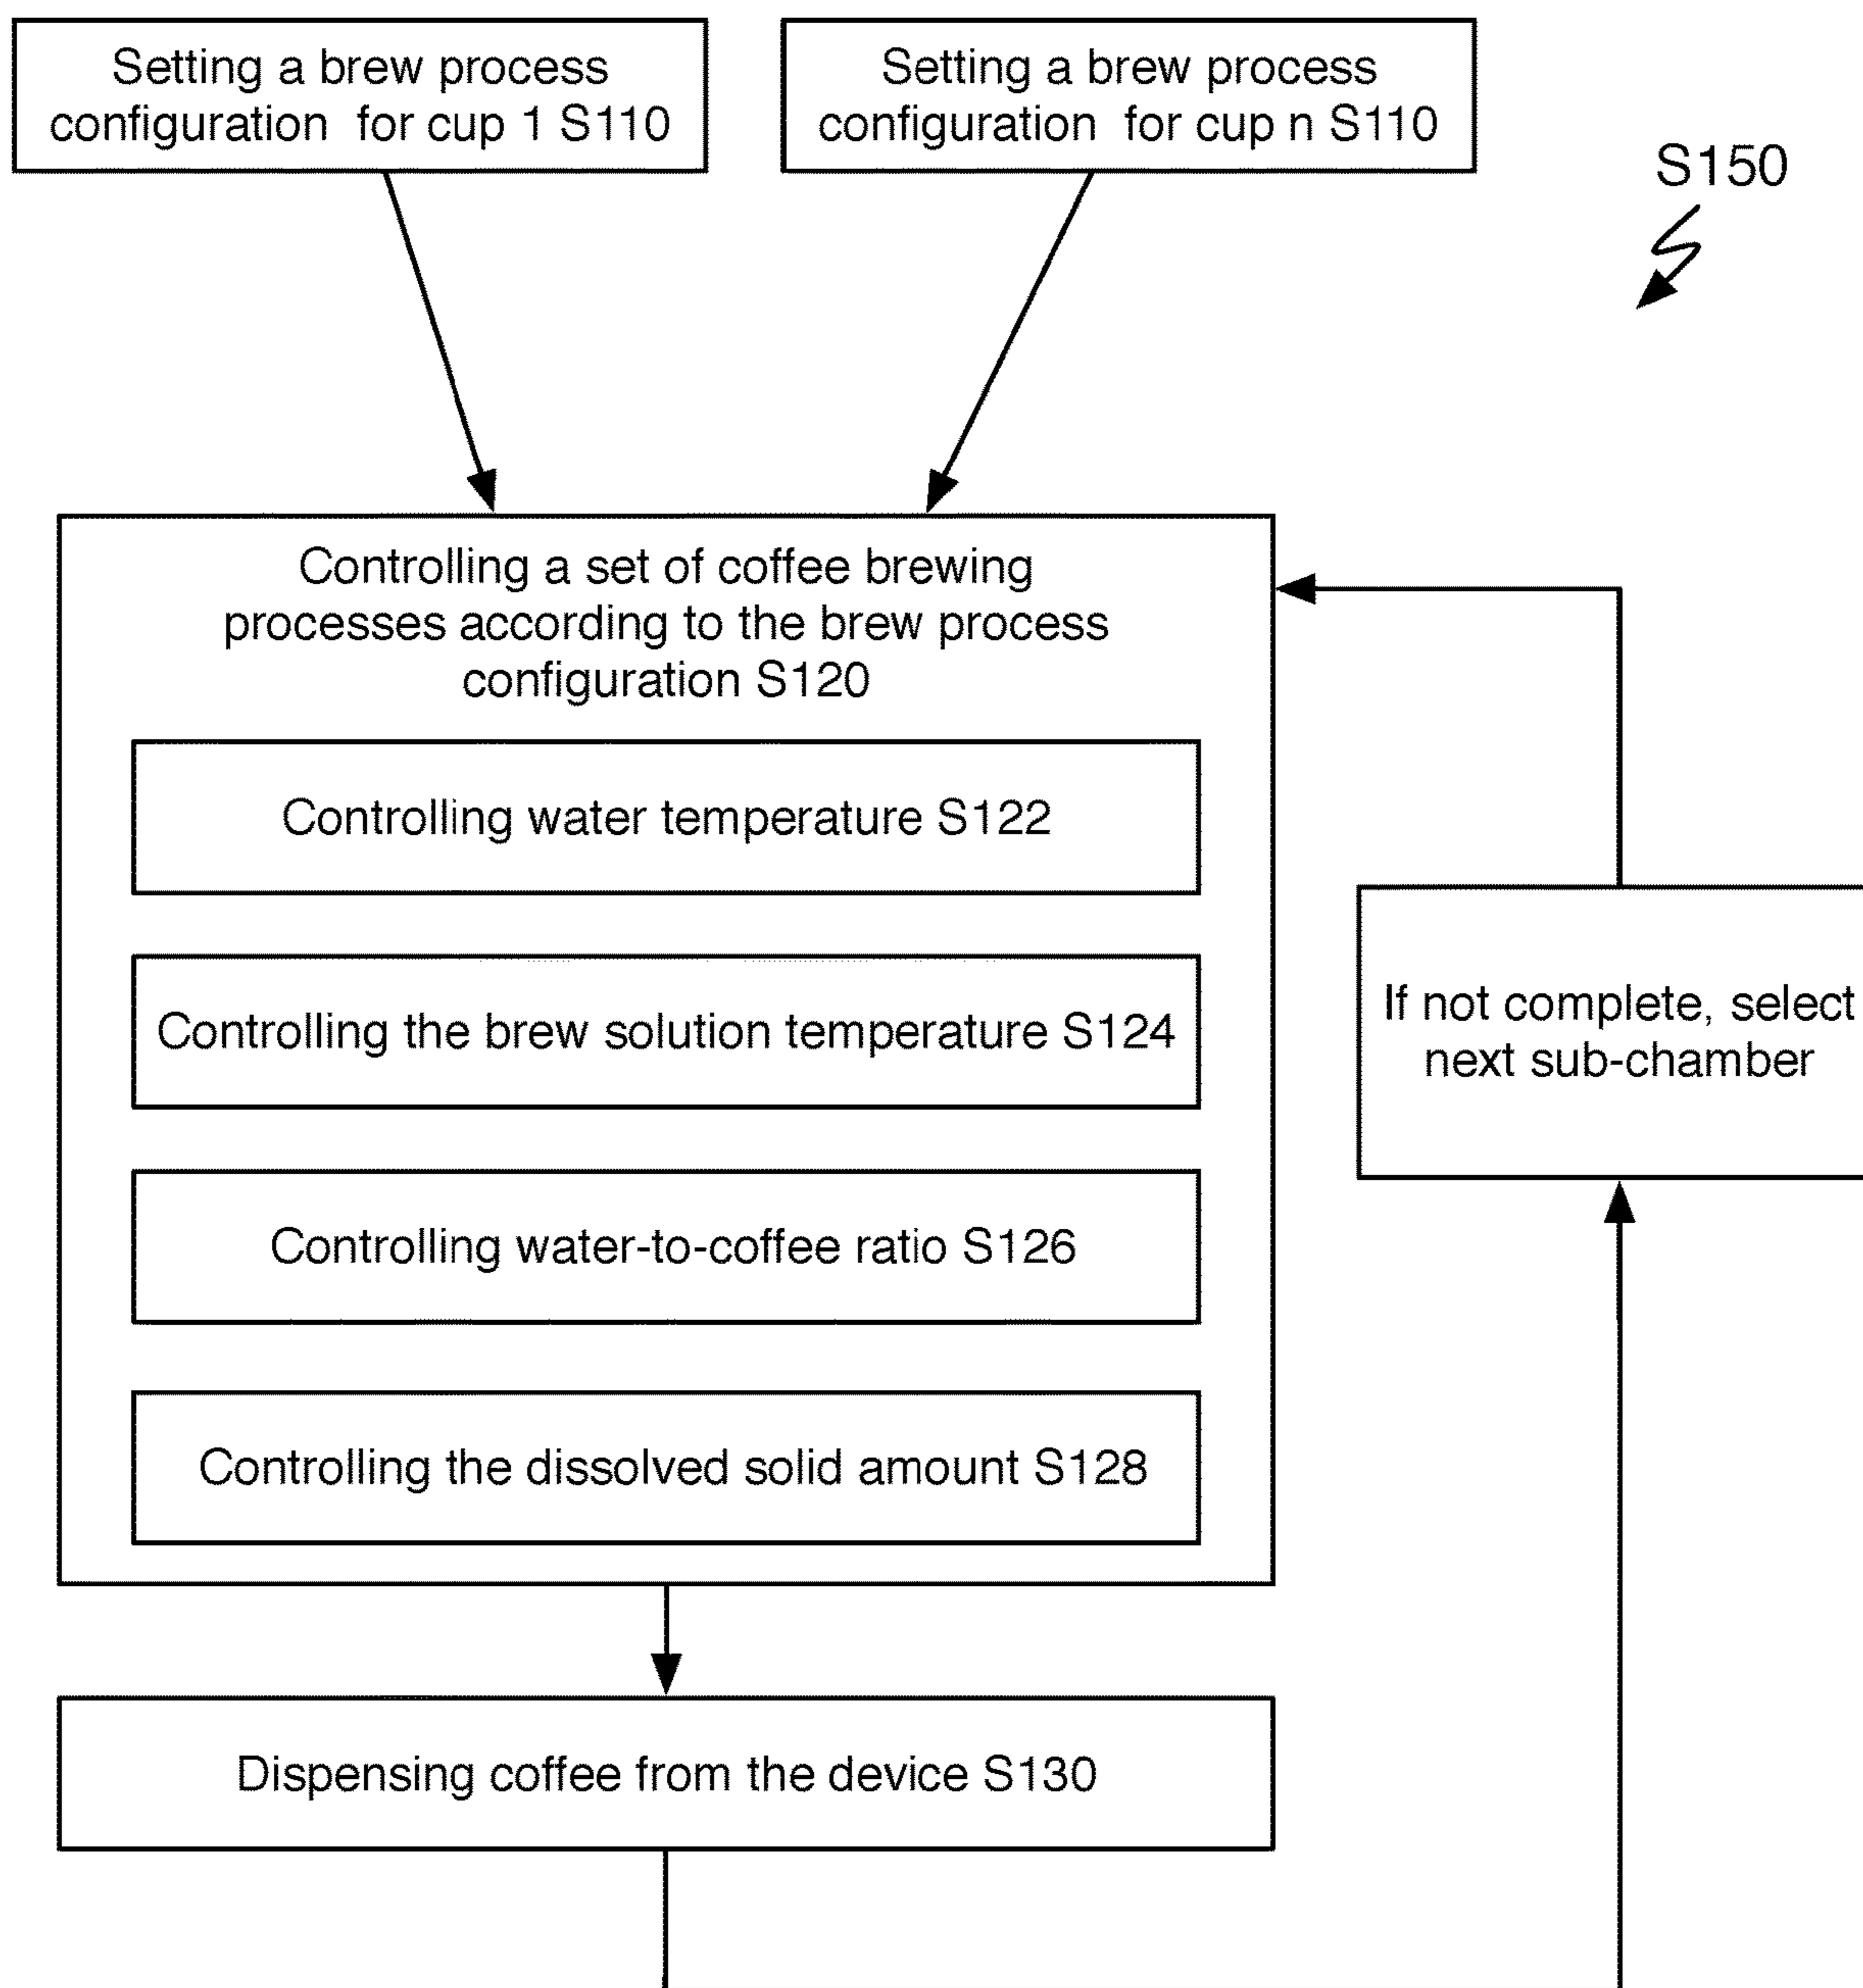 Setting a brew process
configuration for cup 1 S110
Setting a brew process
configuration for cup n S110
S150
Controlling a set of coffee brewing
processes according to the brew process
configuration S120
Controlling water temperature S122
Controlling the brew solution temperature S124
If not complete, select
next sub-chamber
Controlling water-to-coffee ratio S126
Controlling the dissolved solid amount S128
Dispensing coffee from the device S130